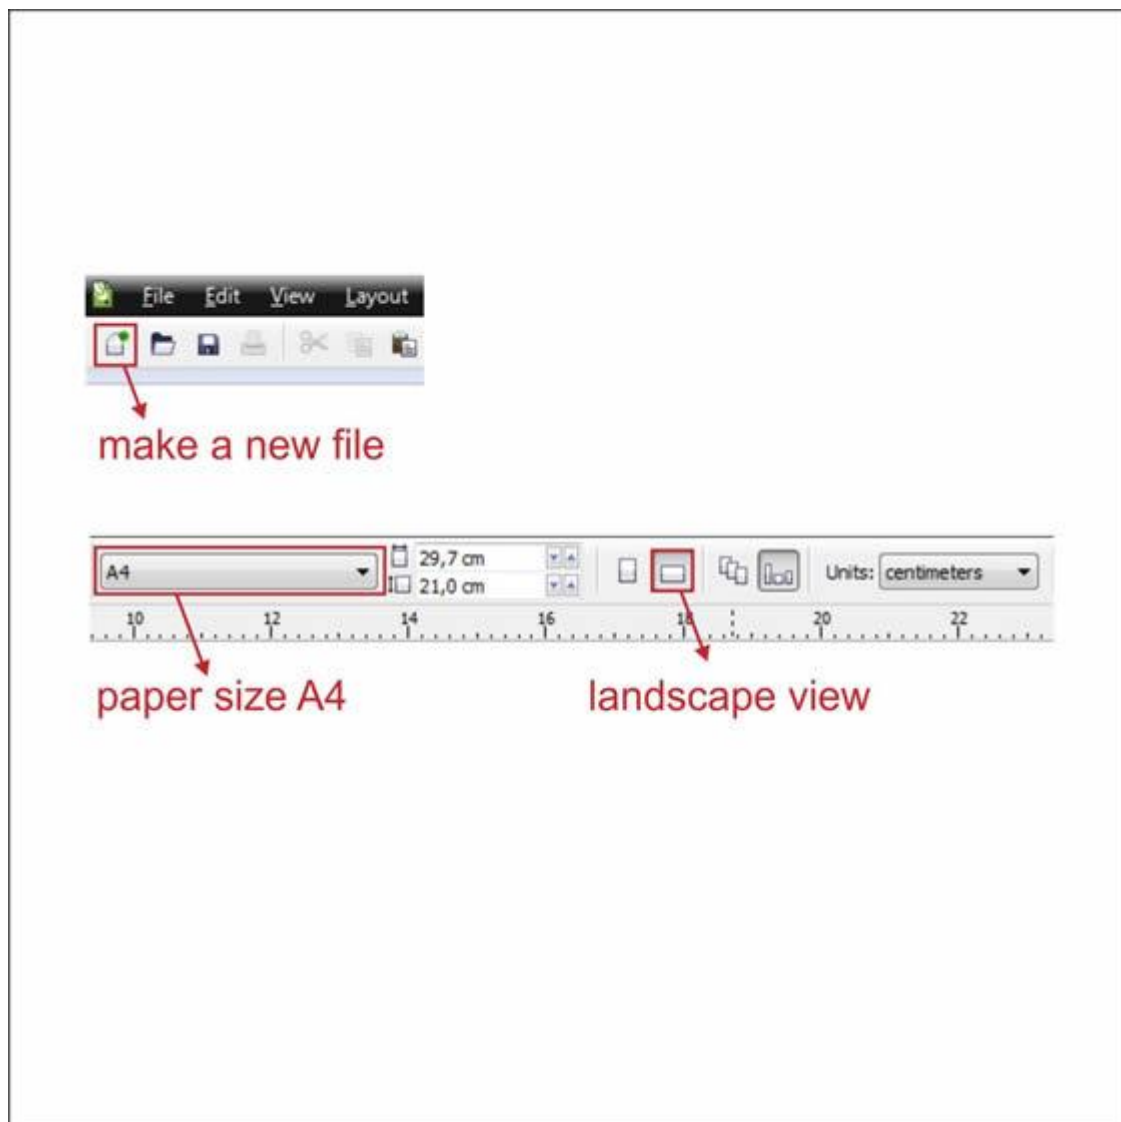 File Edit View Layout
make a new file
A4 29,7 cm Units: centimeters
21,0 cm
10 12 14 16 18 20 22
paper size A4 landscape view